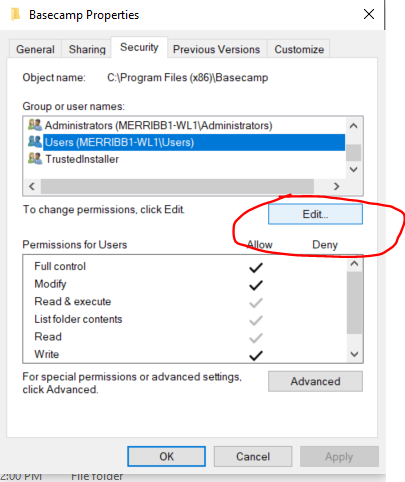 Basecamp Properties
General Sharing Security Previous Versions Customize
Object name: C:\Program Files (x86)\Basecamp
Group or user names:
Administrators (MERRIBB1-WL1\Administrators)
Users (MERRIBB1-WL1\Users)
TrustedInstaller
To change permissions, click Edit. Edit...
Permissions for Users Allow Deny
Full control
Modify
Read & execute
List folder contents
Read
Write
For special permissions or advanced settings,
click Advanced. Advanced
OK Cancel Apply
2:00 PM File folder